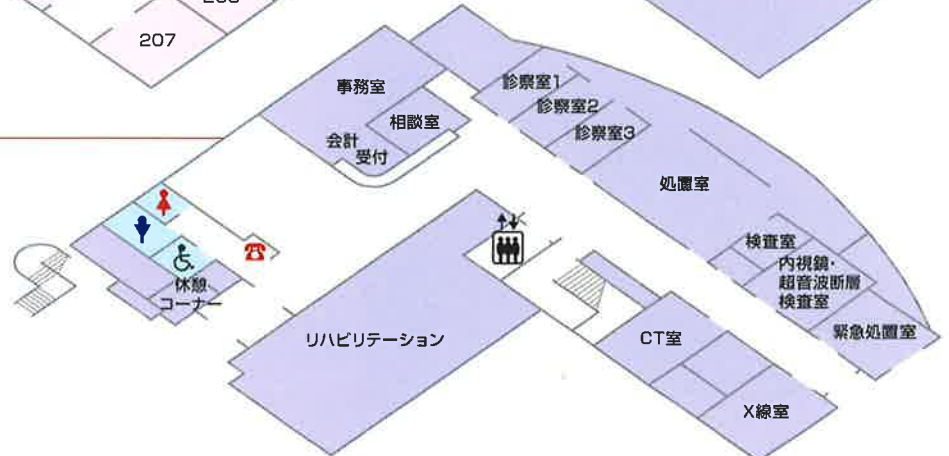 207
事務室
相談室
会計
受付
診察室1
診察室2
診察室3
処置室
検査室
内視鏡・
超音波断層
検査室
緊急処置室
休憩
コーナー
リハビリテーション
CT室
X線室